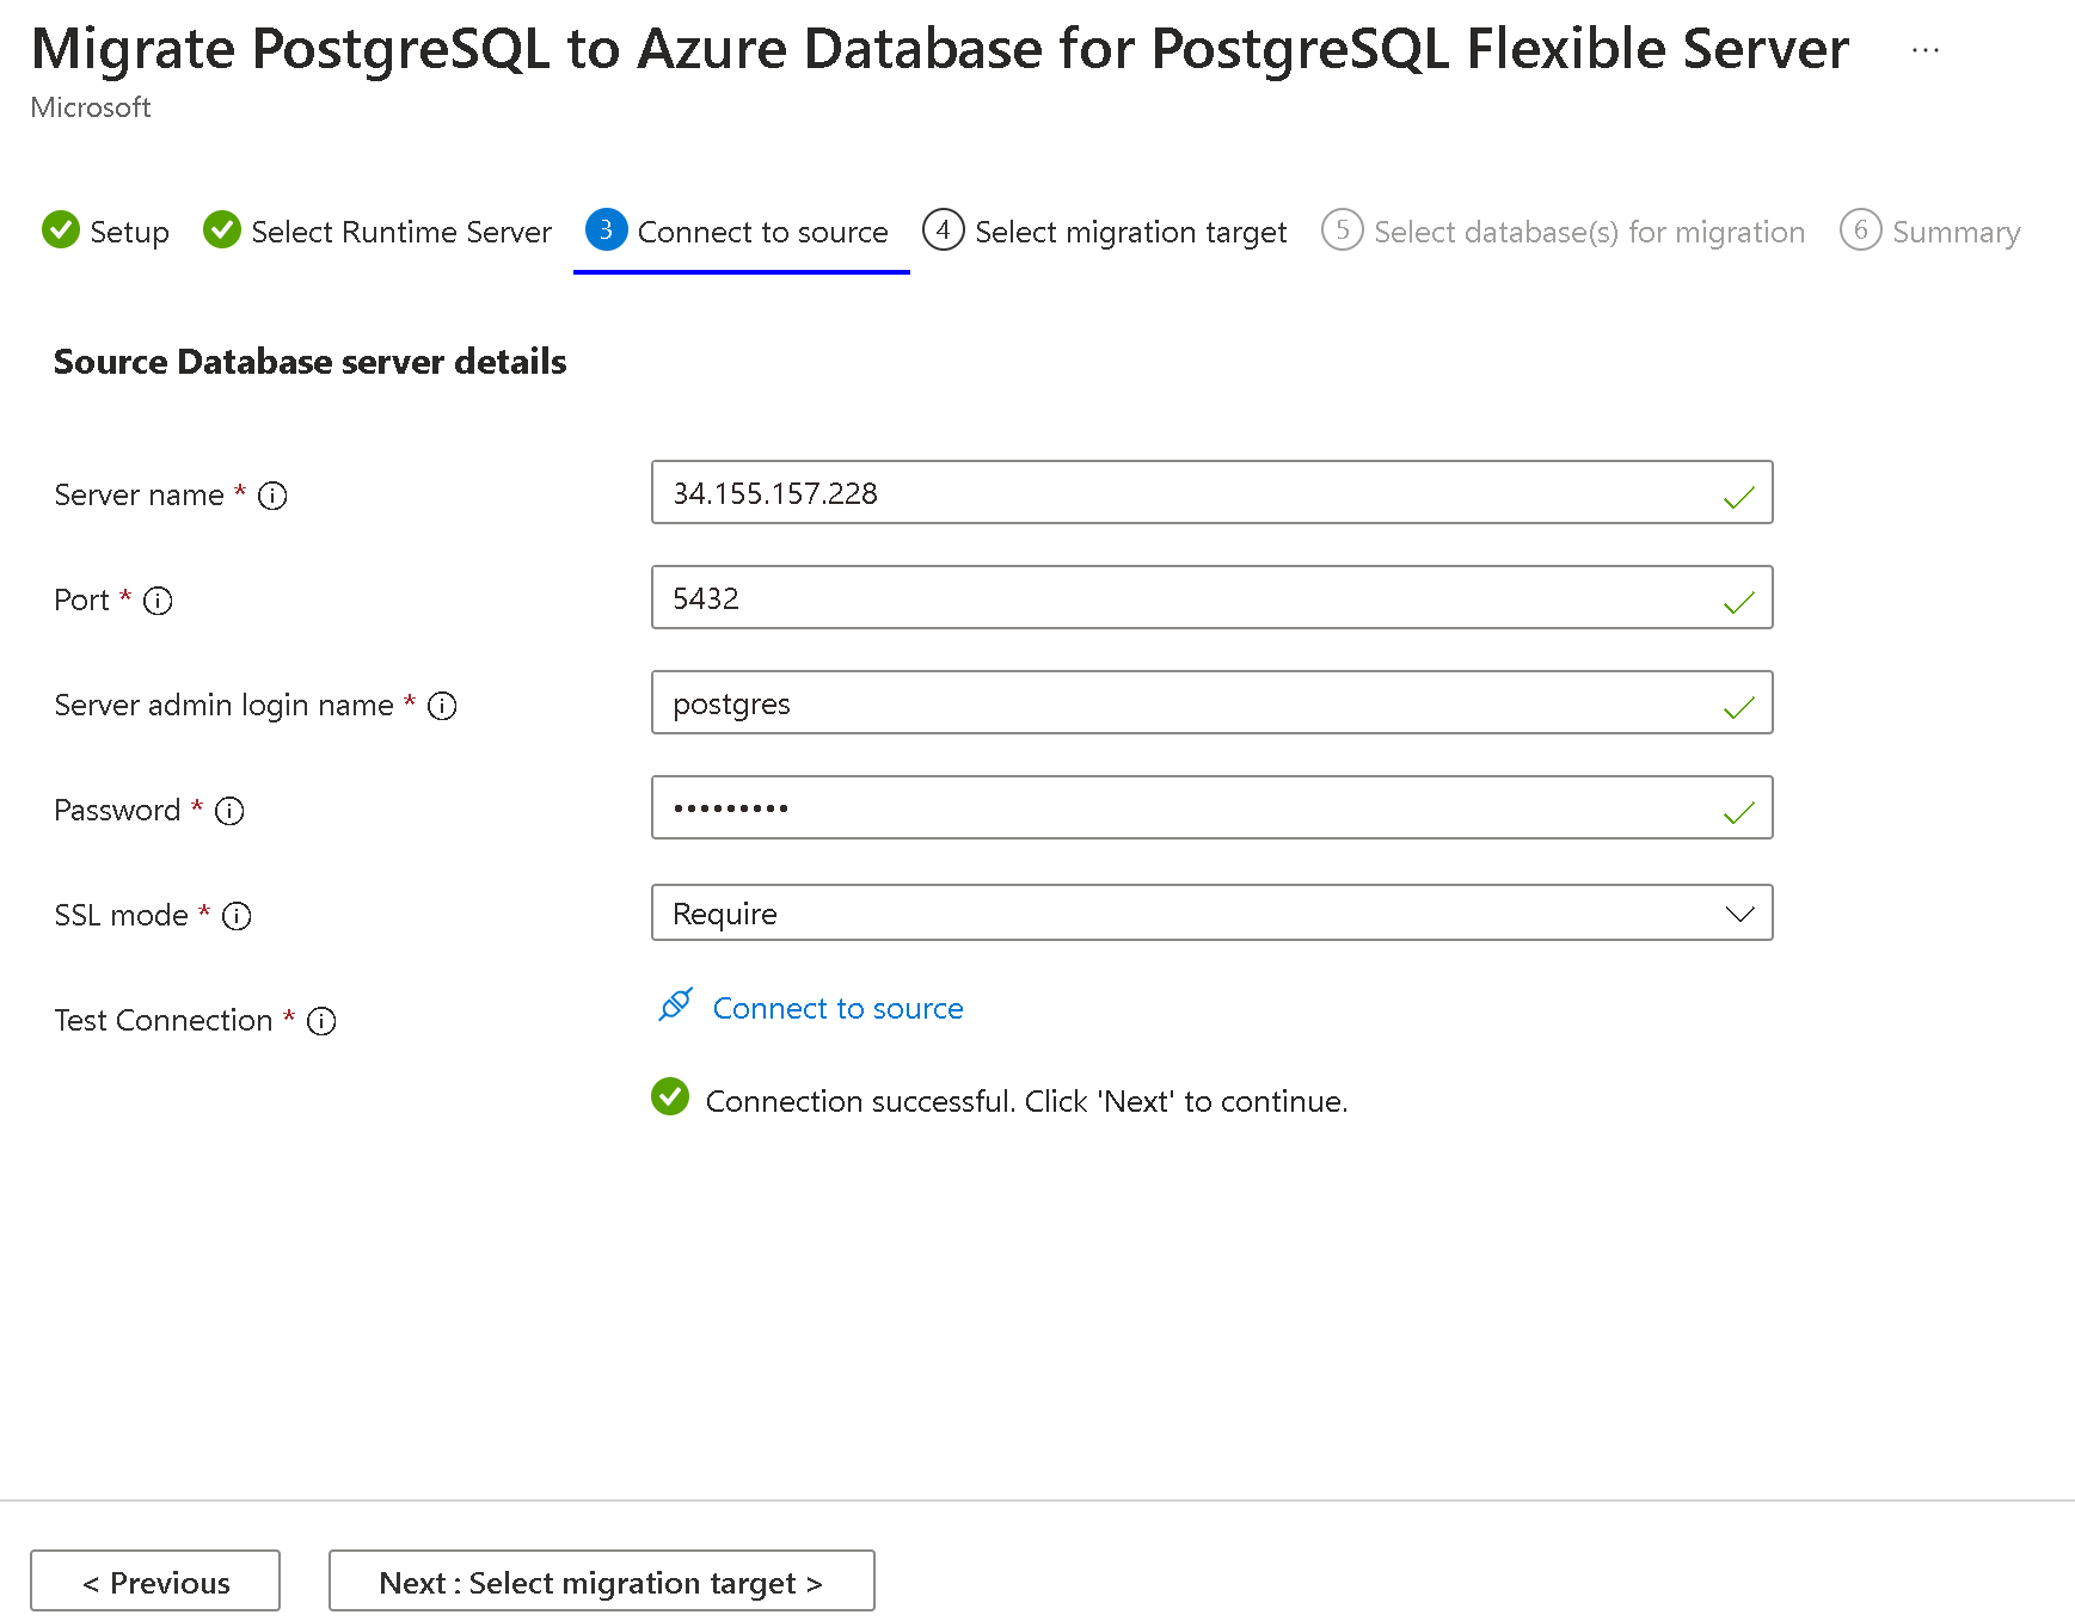 Migrate PostgreSQL to Azure Database for PostgreSQL Flexible Server ...
Microsoft
Setup Select Runtime Server 3 Connect to source 4 Select migration target 5 Select database(s) for migration 6 Summary
Source Database server details
Server name * 34.155.157.228
Port * 5432
Server admin login name * postgres
Password * •••••••••
SSL mode * Require
Test Connection * Connect to source
Connection successful. Click 'Next' to continue.
< Previous Next : Select migration target >